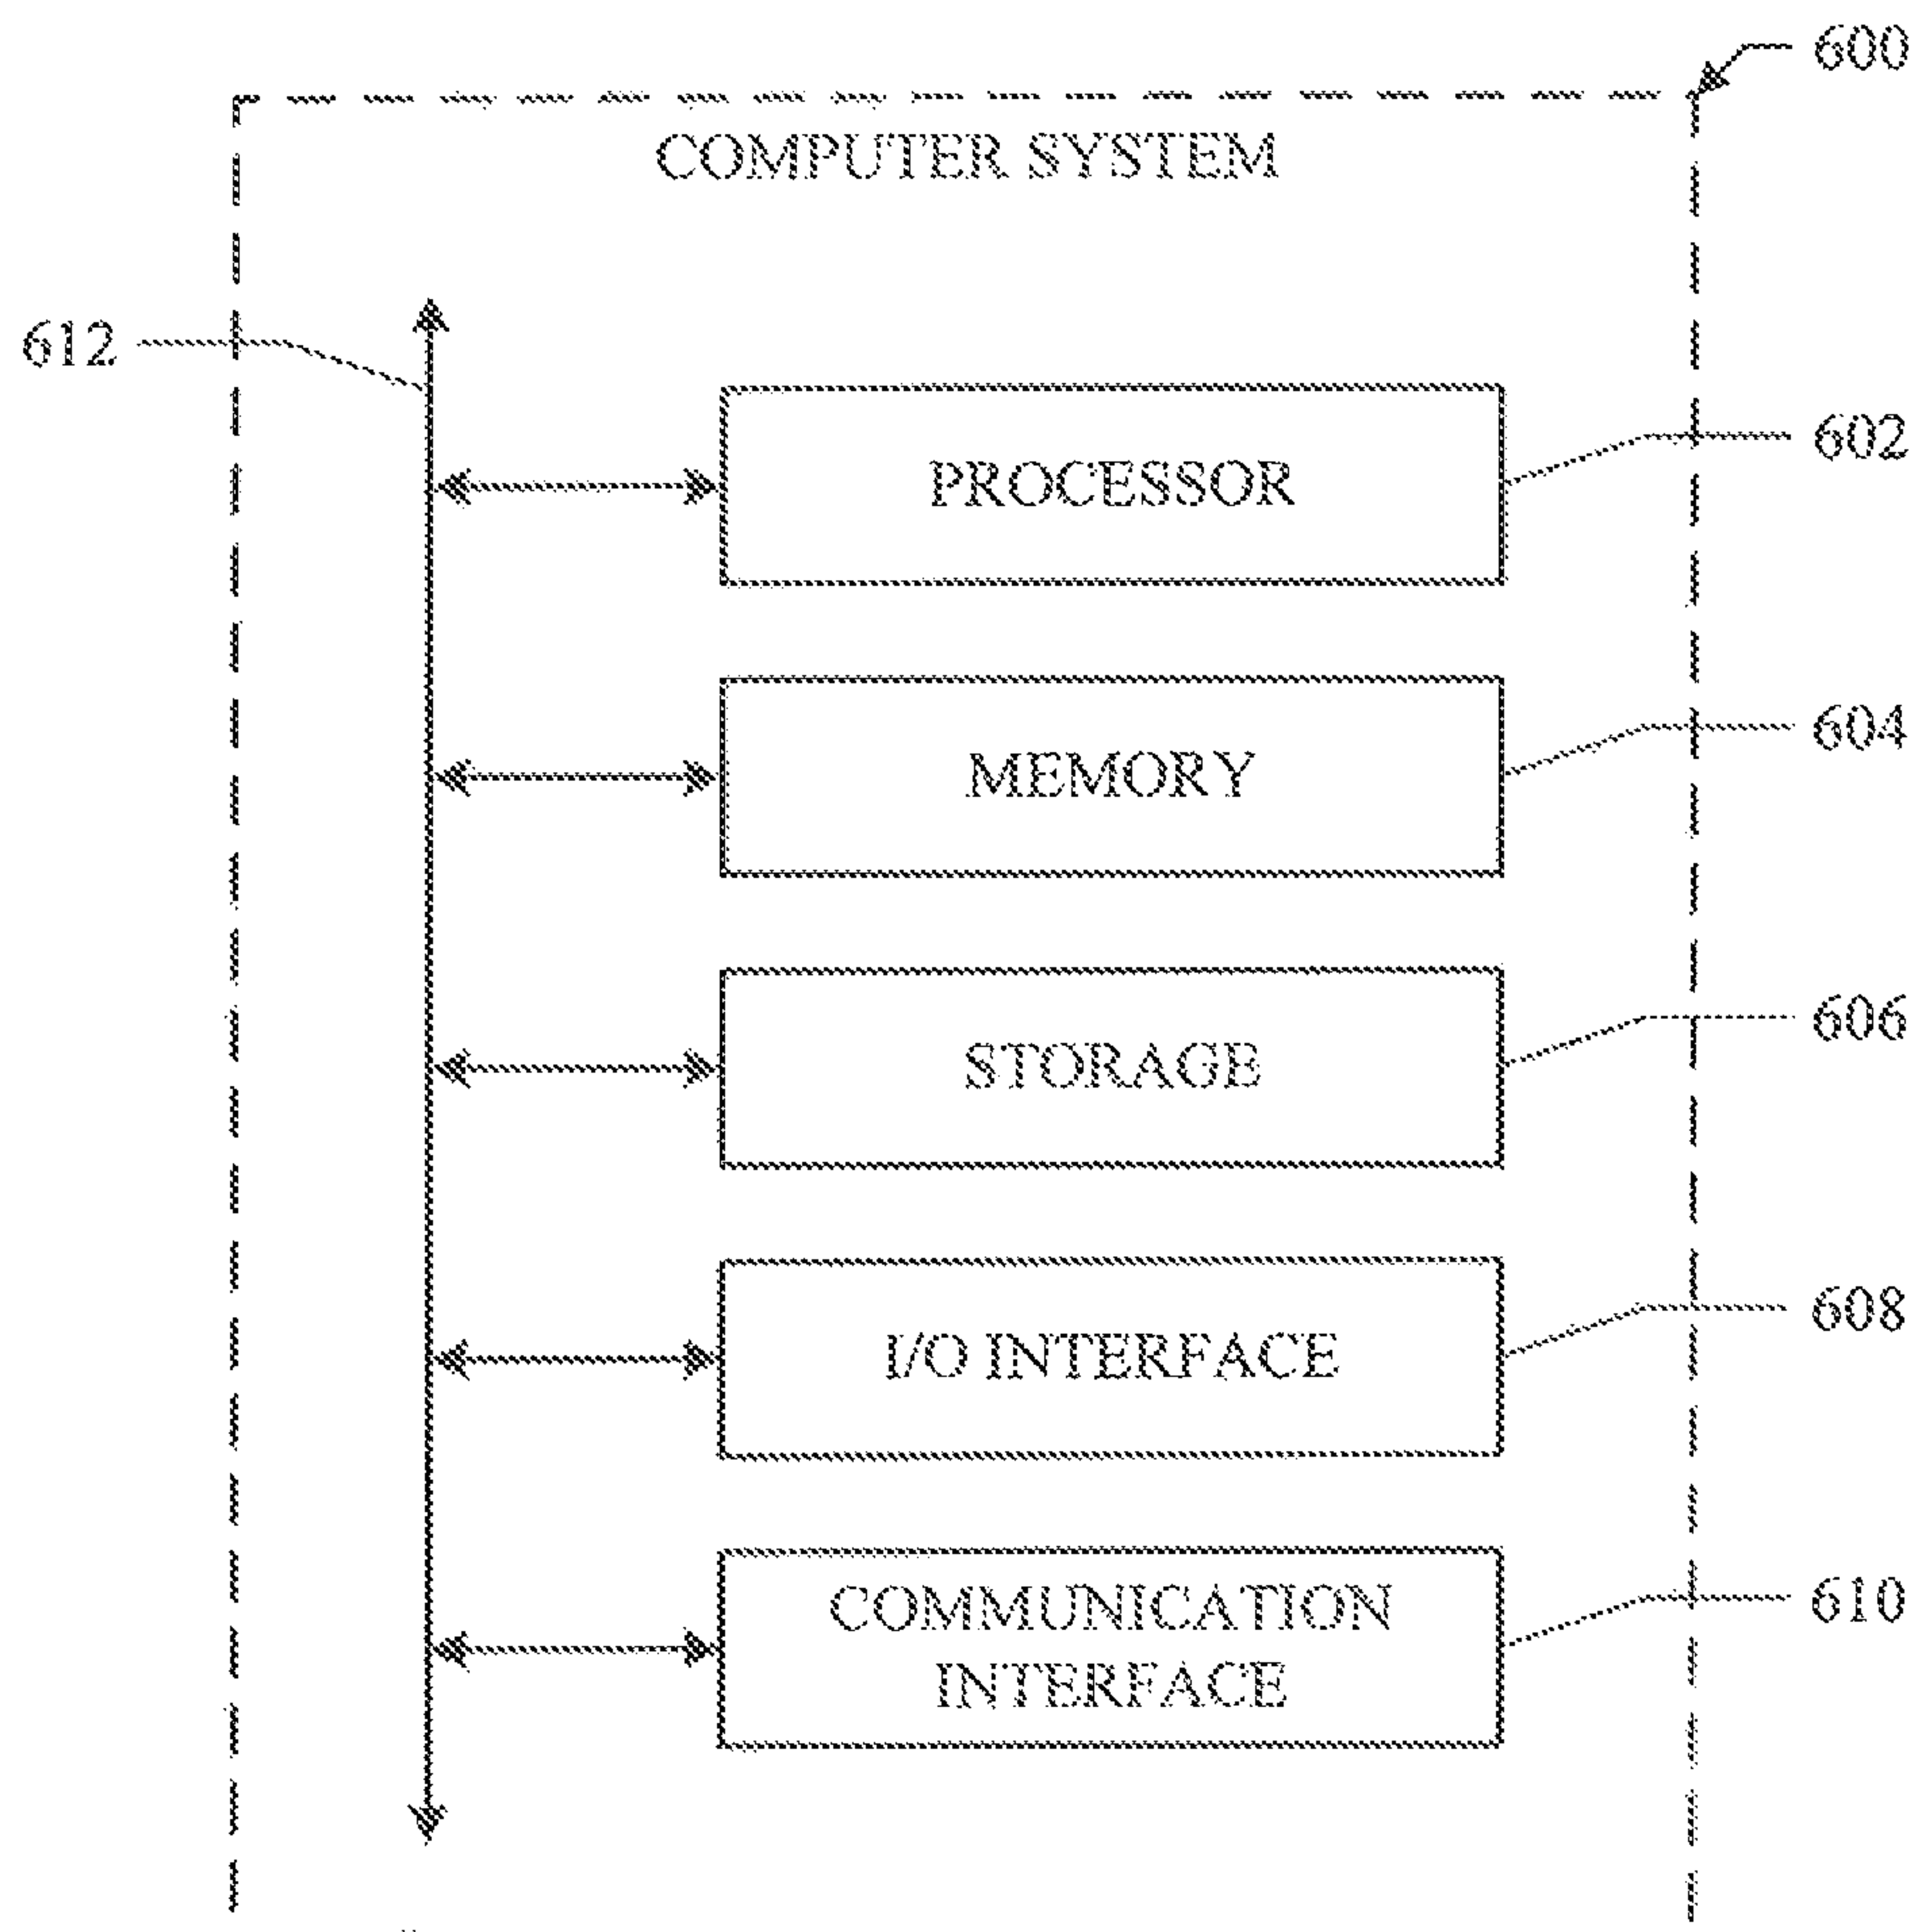 600
COMPUTER SYSTEM
612
PROCESSOR
602
MEMORY
604
STORAGE
606
I/O INTERFACE
608
COMMUNICATION
INTERFACE
610